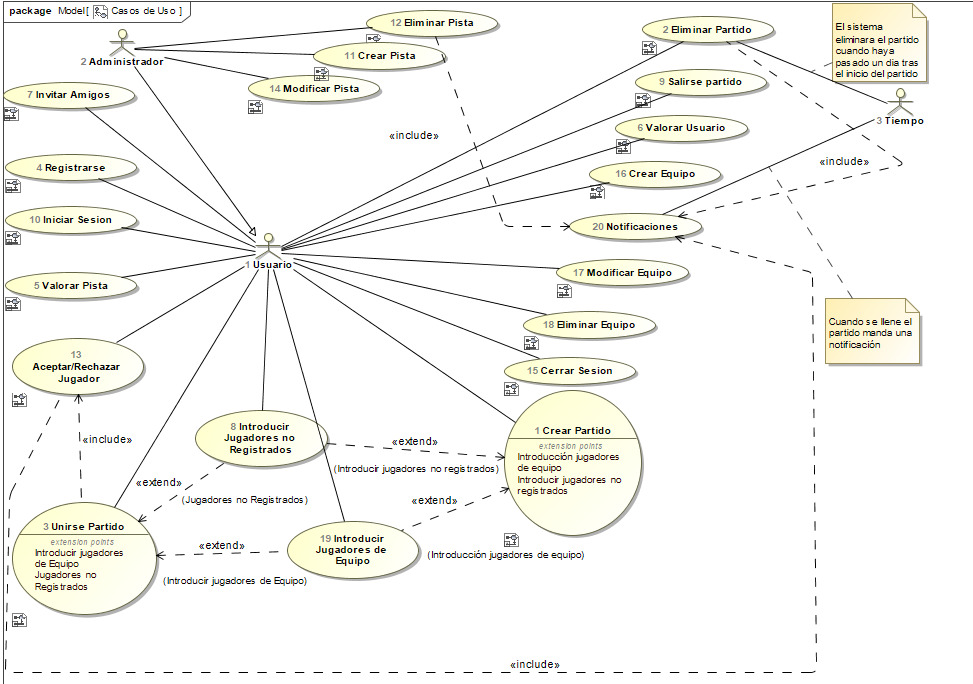 package Model[ Casos de Uso ]
12 Eliminar Pista
11 Crear Pista
14 Modificar Pista
2 Administrador
7 Invitar Amigos
4 Registrarse
10 Iniciar Sesion
5 Valorar Pista
1 Usuario
2 Eliminar Partido
9 Salirse partido
6 Valorar Usuario
16 Crear Equipo
20 Notificaciones
17 Modificar Equipo
18 Eliminar Equipo
15 Cerrar Sesion
El sistema
eliminara el partido
cuando haya
pasado un dia tras
el inicio del partido
3 Tiempo
«include»
«include»
Cuando se llene el
partido manda una
notificación
13
Aceptar/Rechazar
Jugador
«include»
8 Introducir
Jugadores no
Registrados
«extend»
(Introducir jugadores no registrados)
1 Crear Partido
extension points
Introducción jugadores
de equipo
Introducir jugadores no
registrados
«extend»
(Jugadores no Registrados)
«extend»
(Introducción jugadores de equipo)
3 Unirse Partido
extension points
Introducir jugadores
de Equipo
Jugadores no
Registrados
«extend»
(Introducir jugadores de Equipo)
19 Introducir
Jugadores de
Equipo
«include»